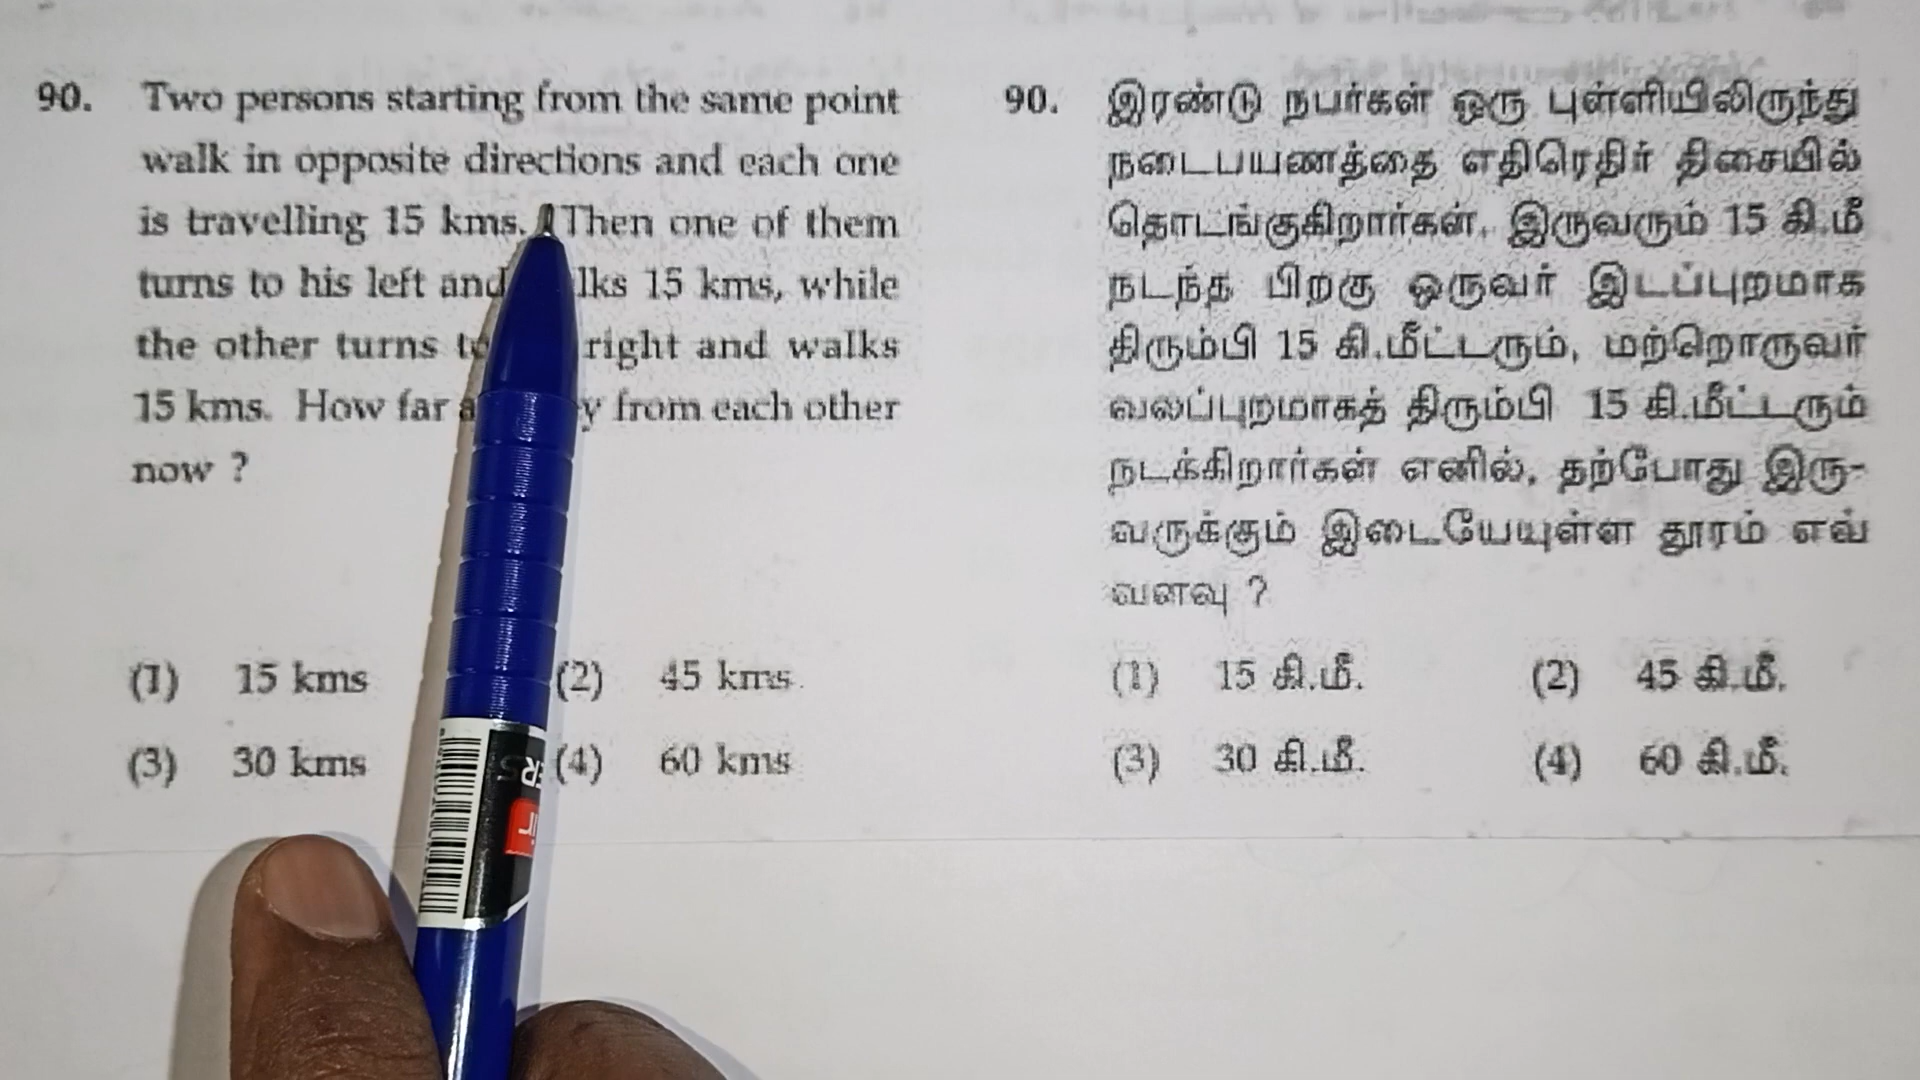 90. Two persons starting from the same point
walk in opposite directions and each one
is travelling 15 kms. Then one of them
turns to his left and lks 15 kms, while
the other turns right and walks
15 kms. How far from each other
now ?
(1) 15 kms (2) 45 kms
(3) 30 kms (4) 60 kms
90. இரண்டு நபர்கள் ஒரு புள்ளியிலிருந்து
நடைபயணத்தை எதிரெதிர் திசையில்
தொடங்குகிறார்கள். இருவரும் 15 கி.மீ
நடந்த பிறகு ஒருவர் இடப்புறமாக
திரும்பி 15 கி.மீட்டரும், மற்றொருவர்
வலப்புறமாகத் திரும்பி 15 கி.மீட்டரும்
நடக்கிறார்கள் எனில், தற்போது இரு-
வருக்கும் இடையேயுள்ள தூரம் எவ்
வளவு ?
(1) 15 கி.மீ. (2) 45 கி.மீ.
(3) 30 கி.மீ. (4) 60 கி.மீ.